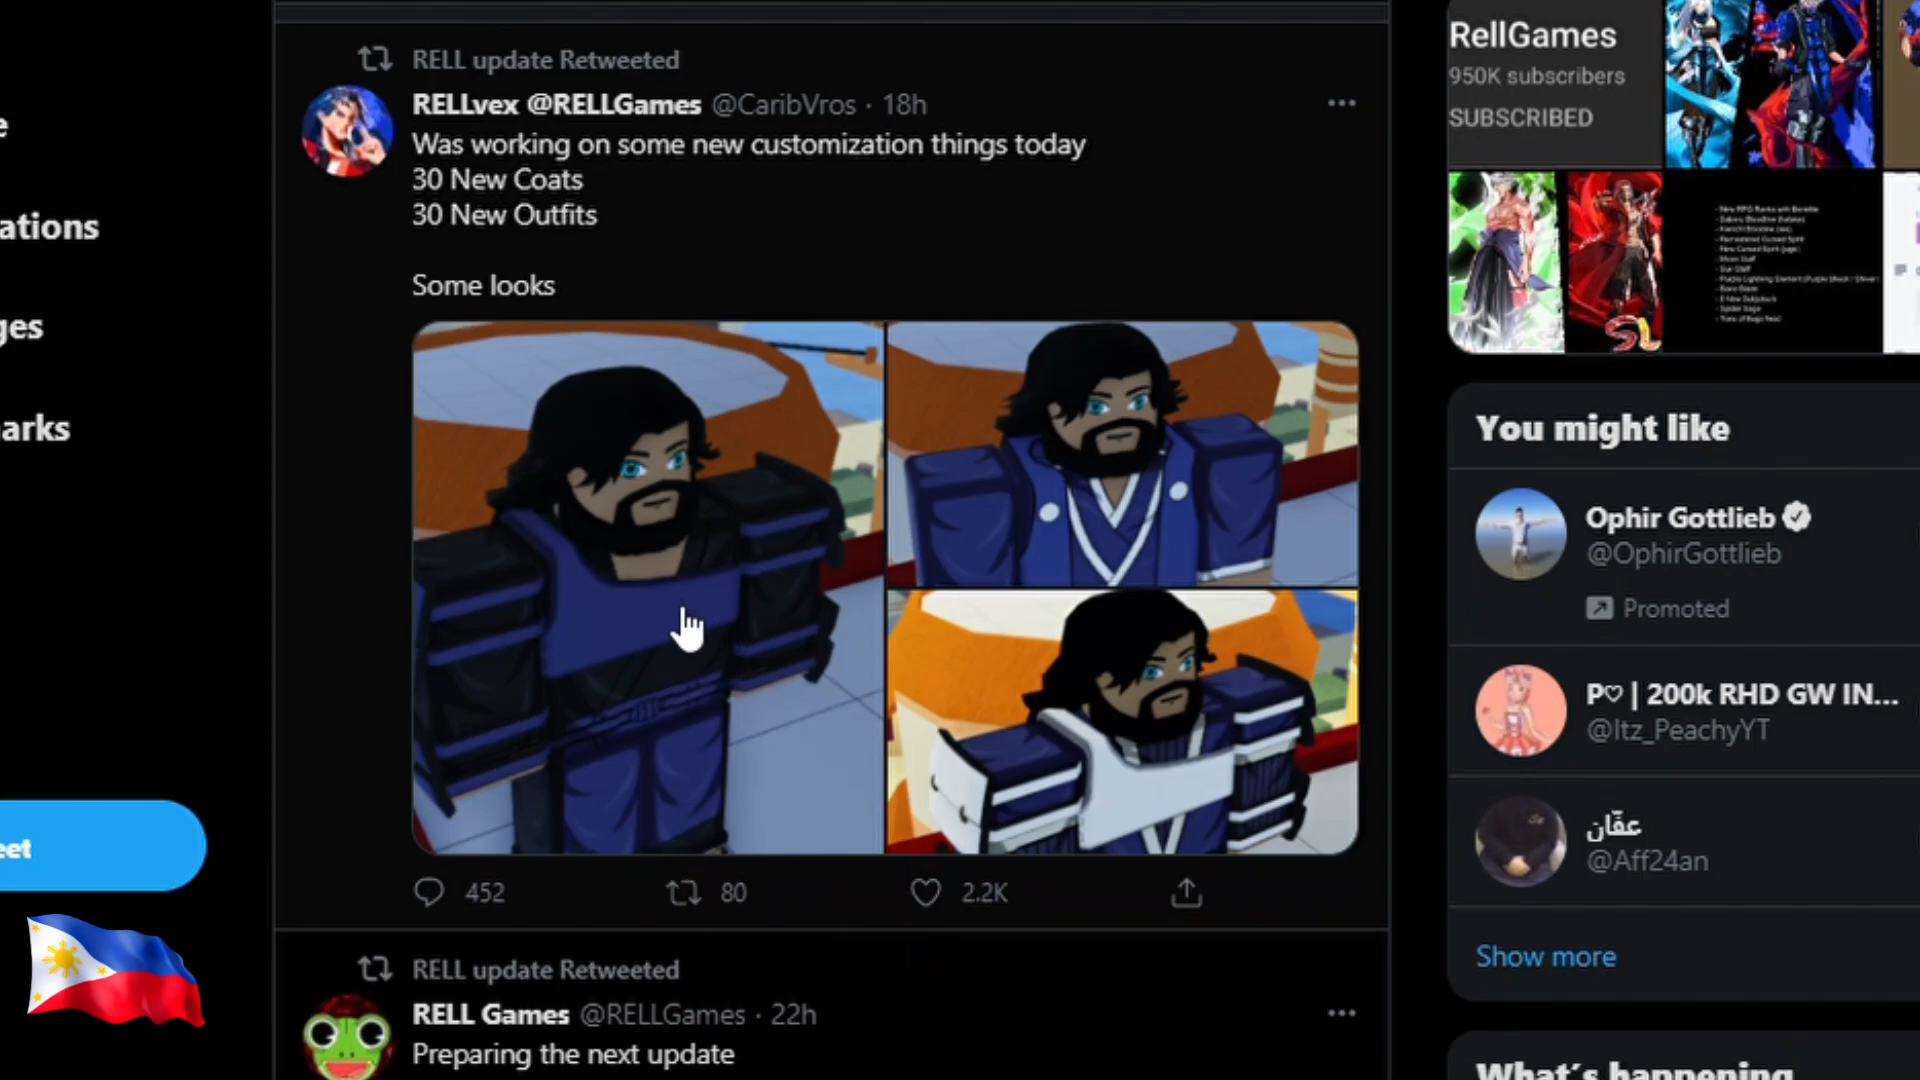 e
ations
ges
arks
eet
RELL update Retweeted
RELLvex @RELLGames @CaribVros · 18h
Was working on some new customization things today
30 New Coats
30 New Outfits
Some looks
452
80
2.2K
RELL update Retweeted
RELL Games @RELLGames · 22h
Preparing the next update
RellGames
950K subscribers
SUBSCRIBED
SL
You might like
Ophir Gottlieb
@OphirGottlieb
Promoted
P♡ | 200k RHD GW IN...
@Itz_PeachyYT
عفّان
@Aff24an
Show more
What's happening